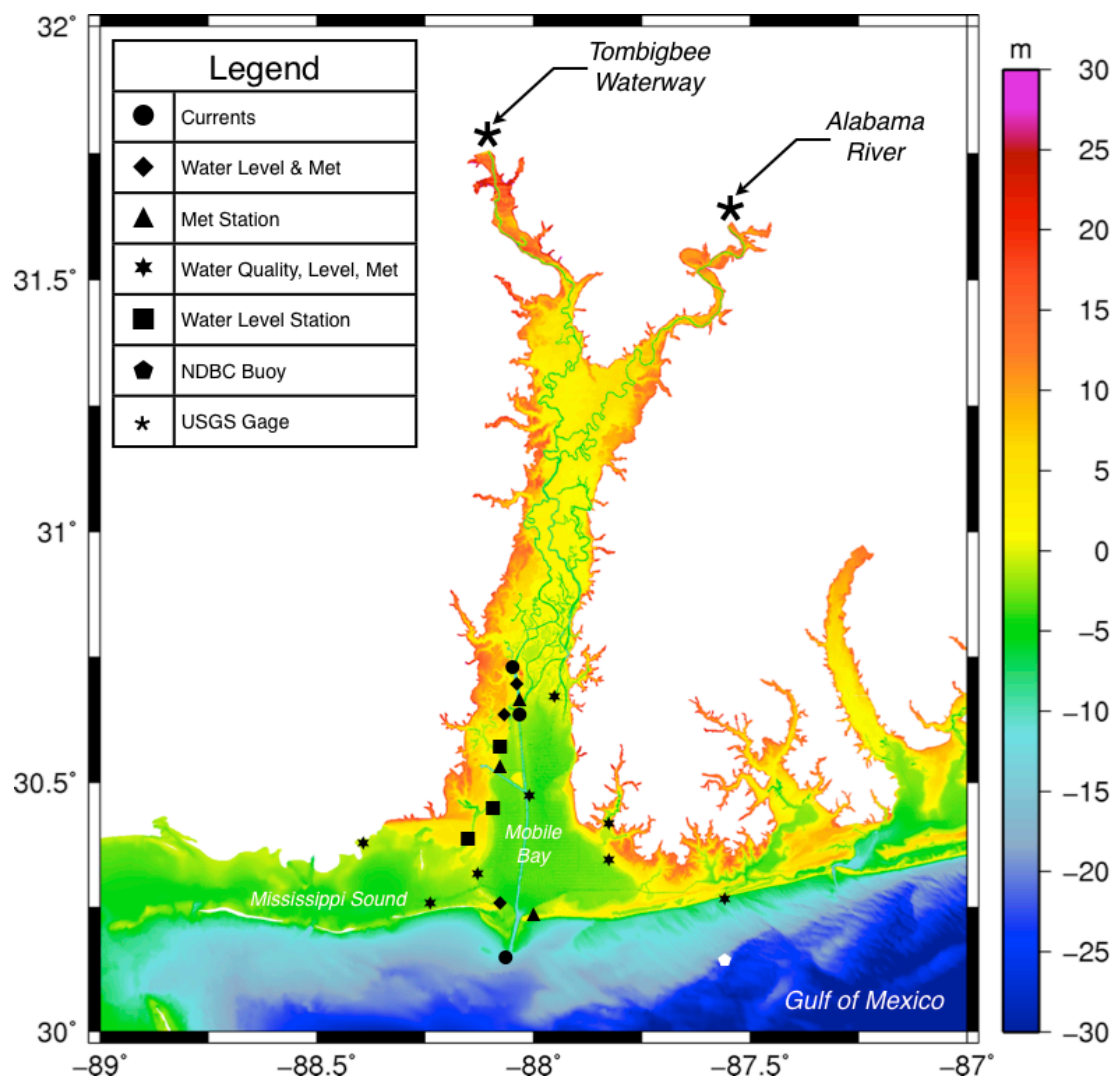 32°
31.5°
31°
30.5°
30°
−89°
−88.5°
−88°
−87.5°
−87°
Legend
Currents
Water Level & Met
Met Station
Water Quality, Level, Met
Water Level Station
NDBC Buoy
USGS Gage
Tombigbee
Waterway
Alabama
River
Mobile
Bay
Mississippi Sound
Gulf of Mexico
m
30
25
20
15
10
5
0
−5
−10
−15
−20
−25
−30